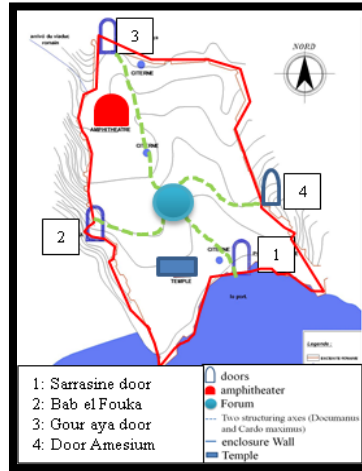 3
NORD
CITERNE
AMPHITHEATRE
CITERNE
4
2
CITERNE
1
TEMPLE
le port
Legende :
1: Sarrasine door
2: Bab el Fouka
3: Gour aya door
4: Door Amesium
doors
amphitheater
Forum
Two structuring axes (Documanus
and Cardo maximus)
enclosure Wall
Temple